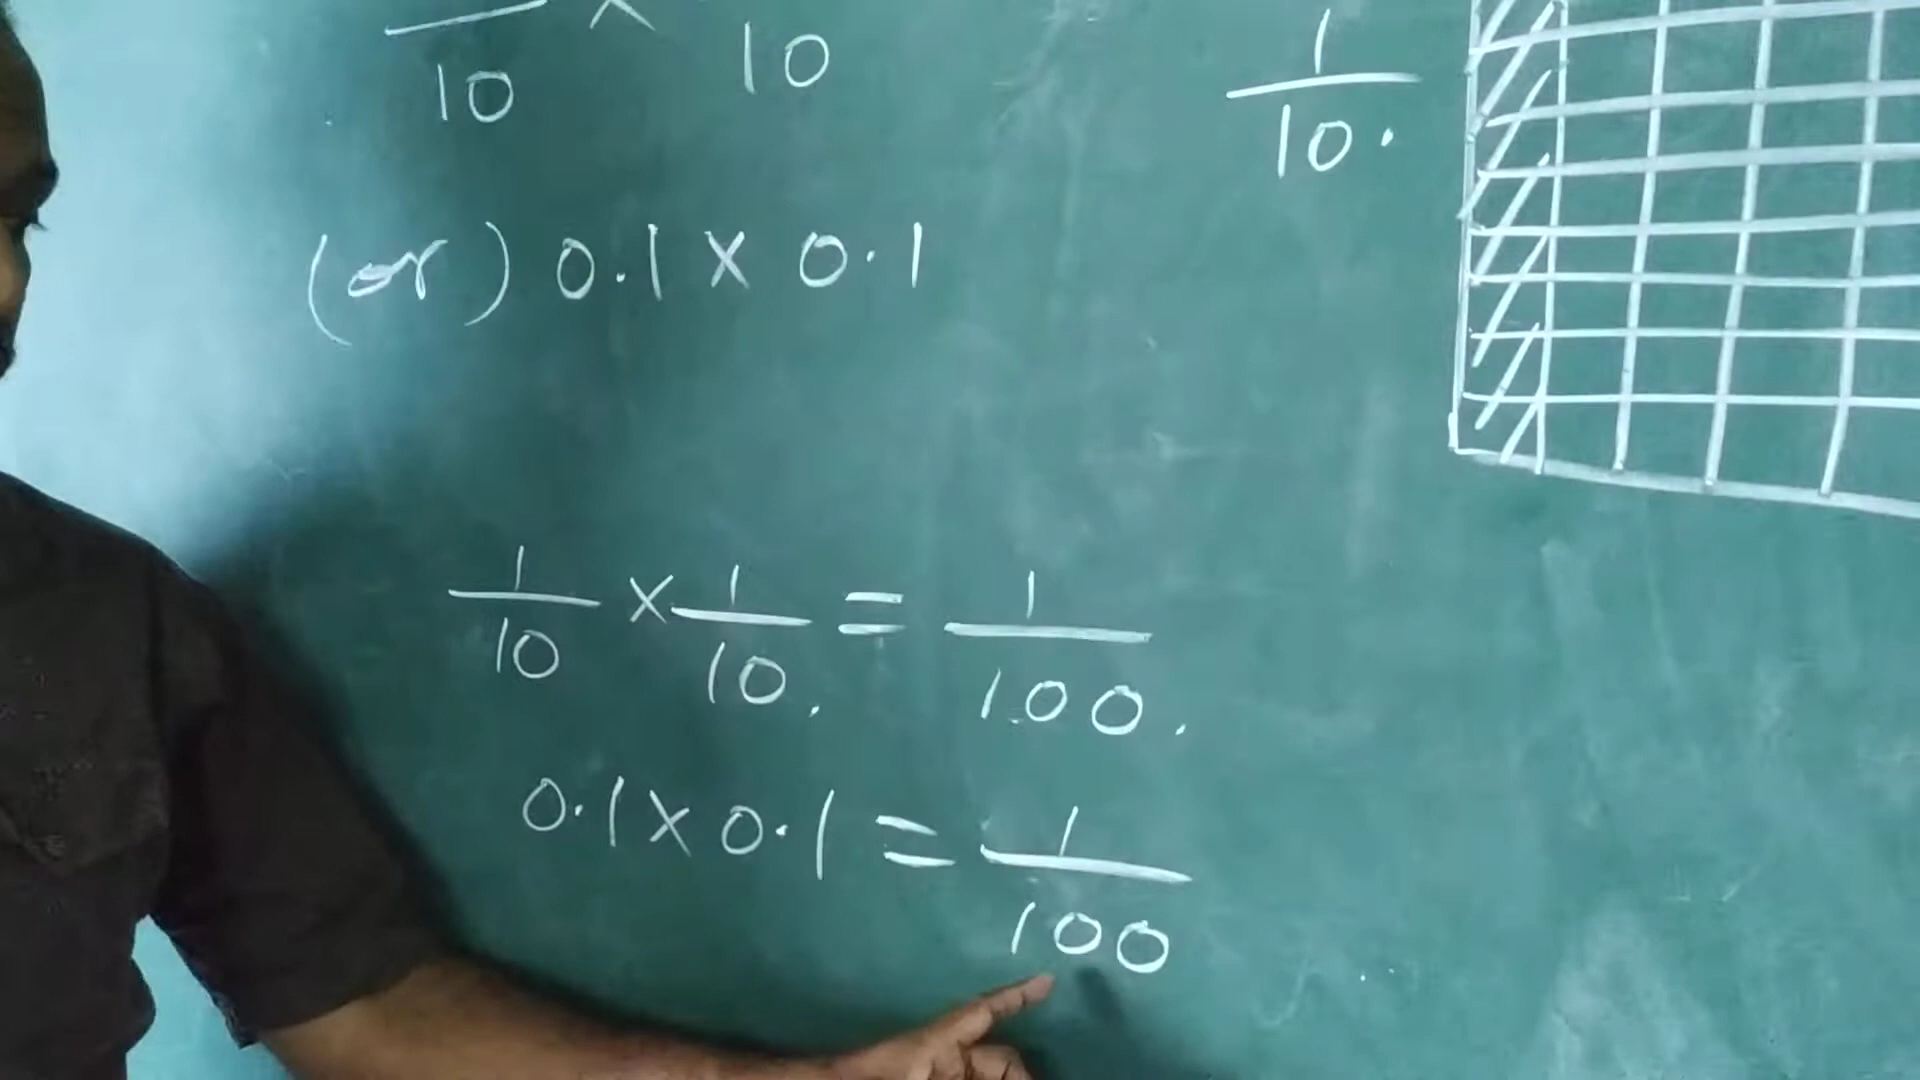 10 × 10
1/10.
(or) 0.1 × 0.1
1/10 × 1/10. = 1/100.
0.1 × 0.1 = 1/100